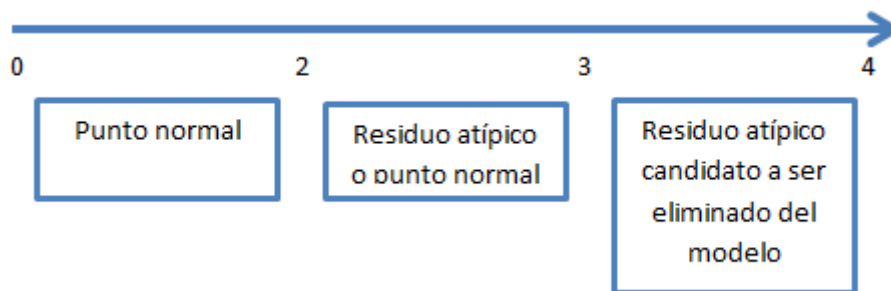 0 2 3 4
Punto normal
Residuo atípico
o punto normal
Residuo atípico
candidato a ser
eliminado del
modelo